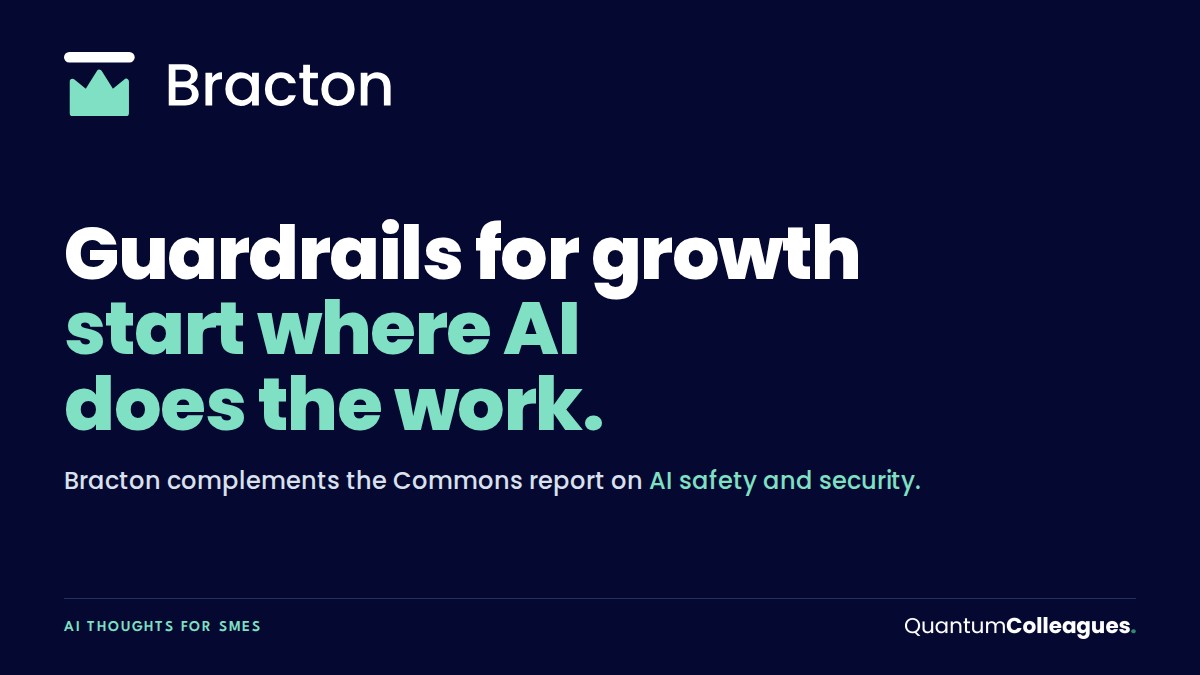 Bracton
Guardrails for growth
start where AI
does the work.
Bracton complements the Commons report on AI safety and security.
AI THOUGHTS FOR SMES
QuantumColleagues.